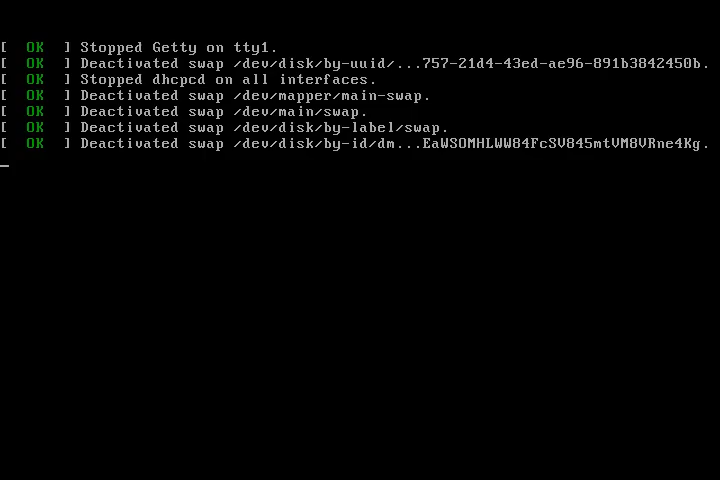 [  OK  ] Stopped Getty on tty1.
[  OK  ] Deactivated swap /dev/disk/by-uuid/...757-21d4-43ed-ae96-891b3842450b.
[  OK  ] Stopped dhcpcd on all interfaces.
[  OK  ] Deactivated swap /dev/mapper/main-swap.
[  OK  ] Deactivated swap /dev/main/swap.
[  OK  ] Deactivated swap /dev/disk/by-label/swap.
[  OK  ] Deactivated swap /dev/disk/by-id/dm...EaWSOMHLWW84FcSV845mtVM8VRne4Kg.